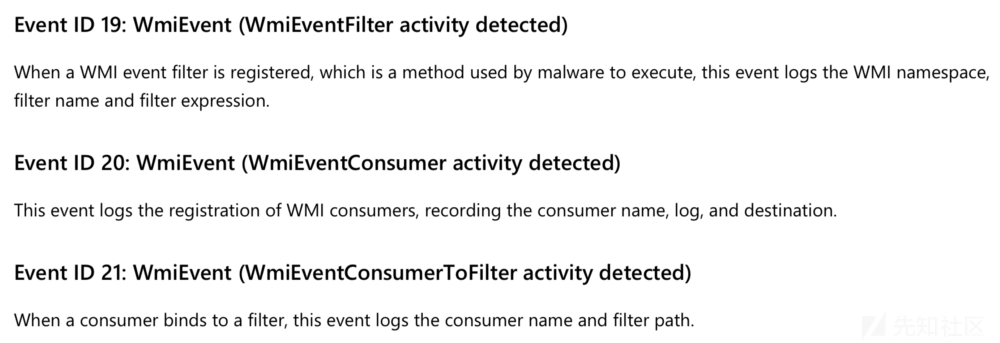 Event ID 19: WmiEvent (WmiEventFilter activity detected)
When a WMI event filter is registered, which is a method used by malware to execute, this event logs the WMI namespace,
filter name and filter expression.
Event ID 20: WmiEvent (WmiEventConsumer activity detected)
This event logs the registration of WMI consumers, recording the consumer name, log, and destination.
Event ID 21: WmiEvent (WmiEventConsumerToFilter activity detected)
When a consumer binds to a filter, this event logs the consumer name and filter path.
先知社区